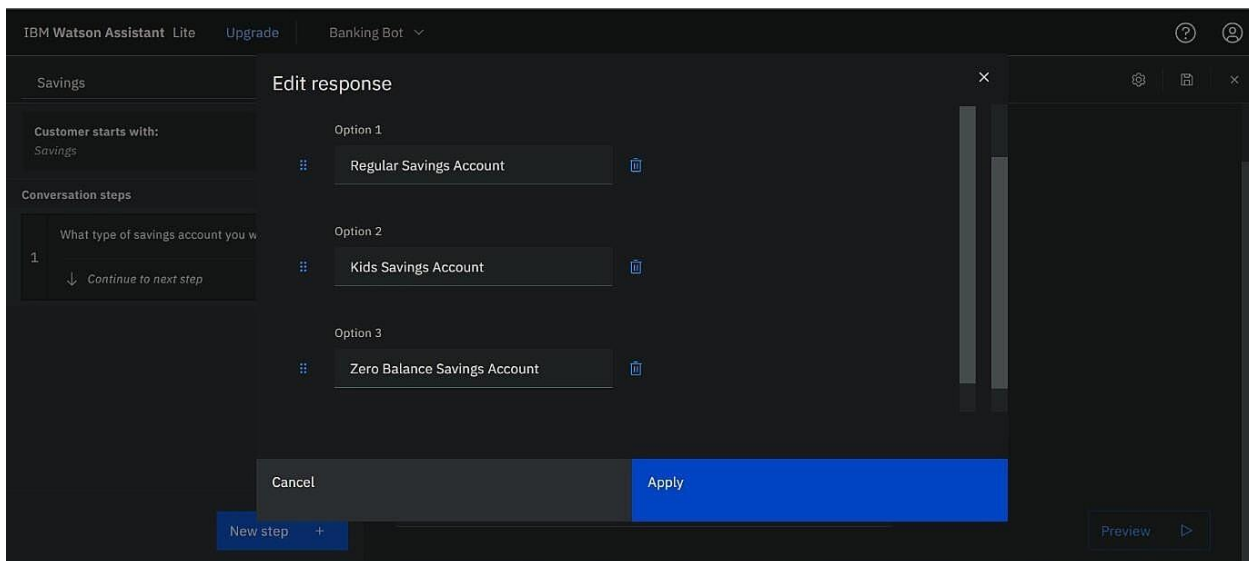 IBM Watson Assistant Lite Upgrade Banking Bot
Savings
Edit response
Customer starts with:
Savings
Conversation steps
1
What type of savings account you w
Continue to next step
Option 1
Regular Savings Account
Option 2
Kids Savings Account
Option 3
Zero Balance Savings Account
Cancel
Apply
New step +
Preview